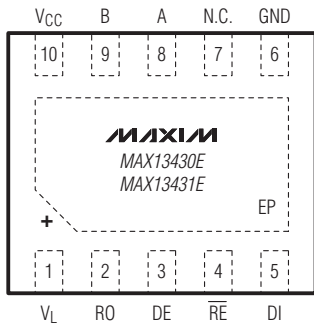 VCC B A N.C. GND
10 9 8 7 6
MAXIM
MAX13430E
MAX13431E
EP
+
1 2 3 4 5
VL RO DE R̅E̅ DI